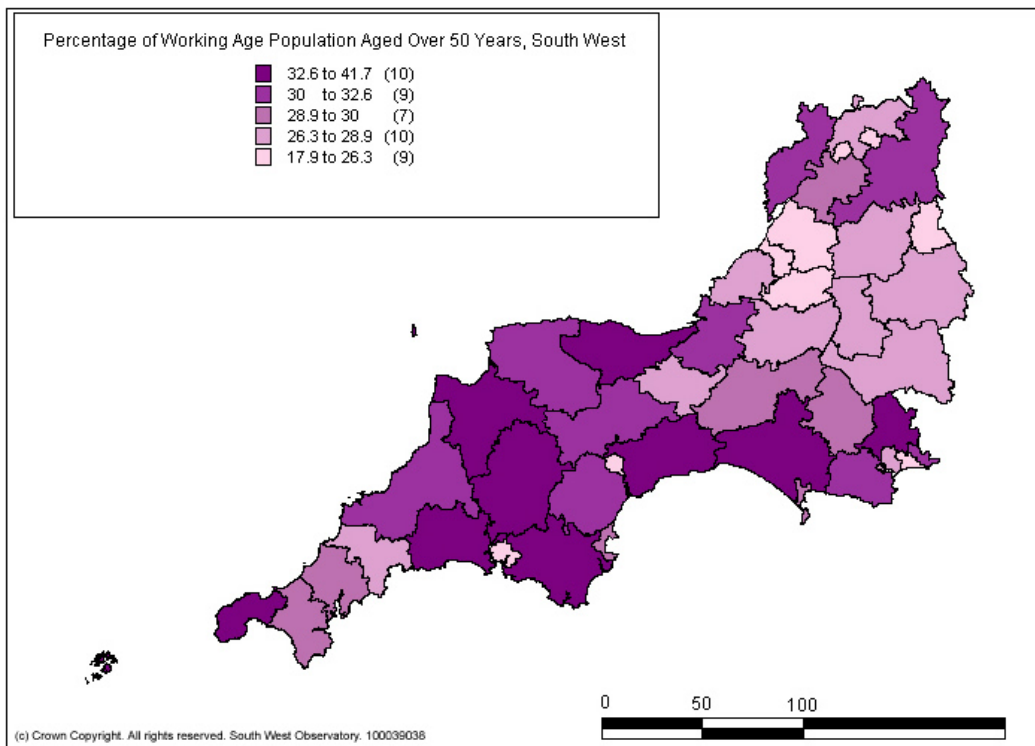 Percentage of Working Age Population Aged Over 50 Years, South West
32.6 to 41.7 (10)
30 to 32.6 (9)
28.9 to 30 (7)
26.3 to 28.9 (10)
17.9 to 26.3 (9)
0 50 100
(c) Crown Copyright. All rights reserved. South West Observatory. 100039038